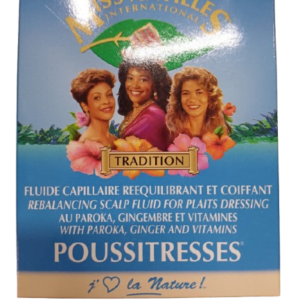 INTERNATIONAL
TRADITION
FLUIDE CAPILLAIRE REEQUILIBRANT ET COIFFANT
REBALANCING SCALP FLUID FOR PLAITS DRESSING
AU PAROKA, GINGEMBRE ET VITAMINES
WITH PAROKA, GINGER AND VITAMINS
POUSSITRESSES®
j'♡ la Nature!.